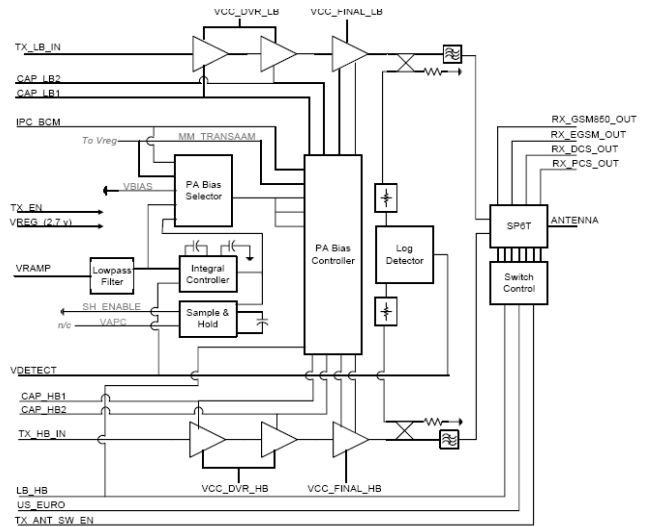 VCC_DVR_LB
VCC_FINAL_LB
TX_LB_IN
CAP_LB2
CAP_LB1
IPC_BCM
To Vreg
MM_TRANSAAM
RX_GSM850_OUT
RX_EGSM_OUT
RX_DCS_OUT
RX_PCS_OUT
VBIAS
PA Bias
Selector
TX_EN
VREG (2.7 v)
SP6T
ANTENNA
PA Bias
Controller
Log
Detector
VRAMP
Lowpass
Filter
Integral
Controller
Switch
Control
SH_ENABLE
n/c
VAPC
Sample &
Hold
VDETECT
CAP_HB1
CAP_HB2
TX_HB_IN
VCC_DVR_HB
VCC_FINAL_HB
LB_HB
US_EURO
TX_ANT_SW_EN